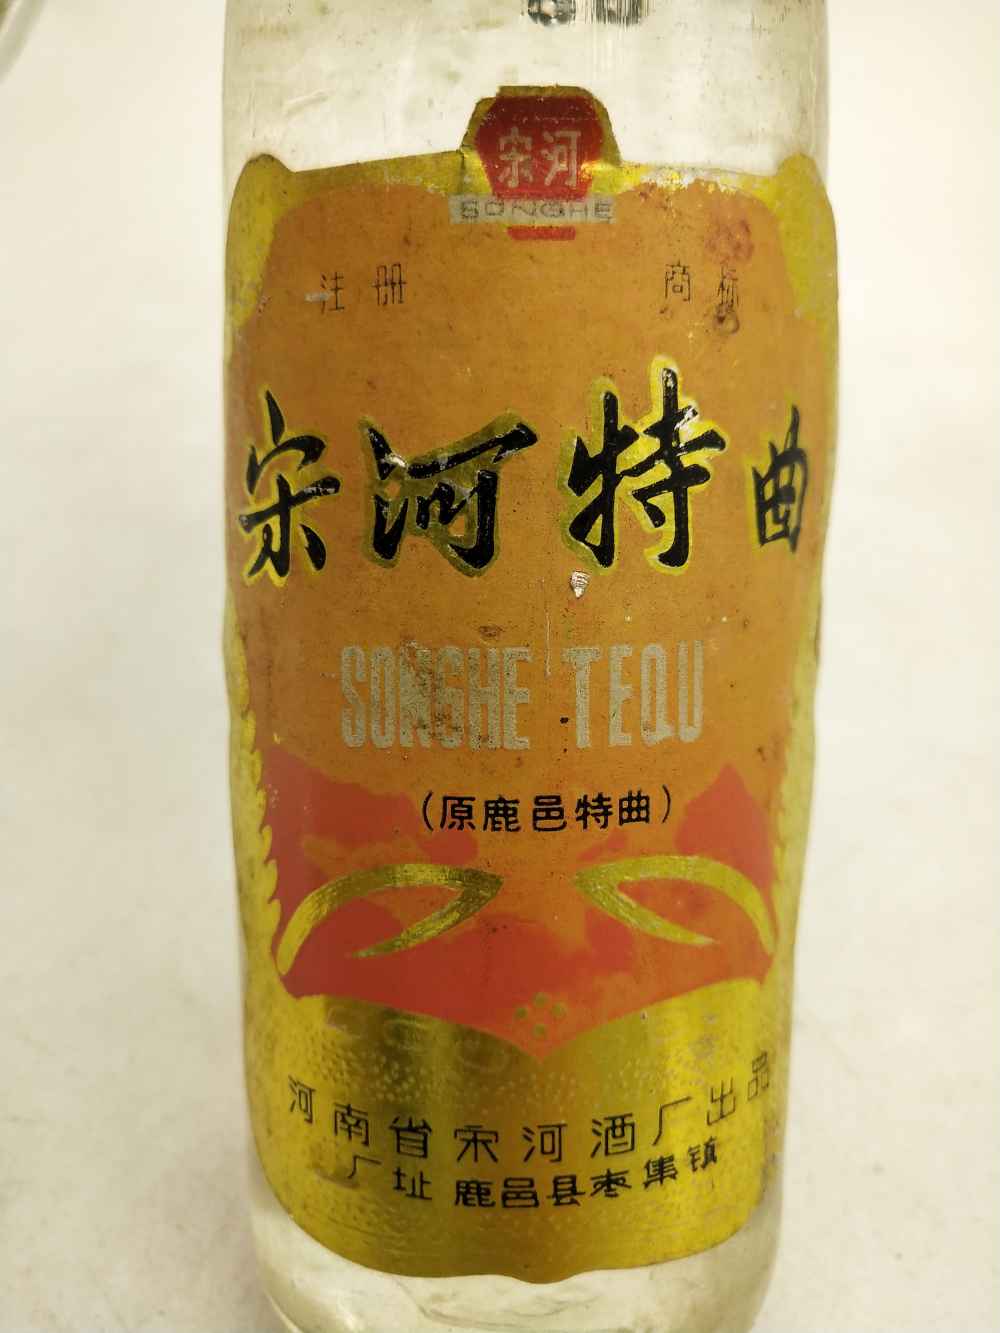 宋河
SONGHE
注册 商标
宋河特曲
SONGHE TEQU
(原鹿邑特曲)
河南省宋河酒厂出品
厂址 鹿邑县枣集镇